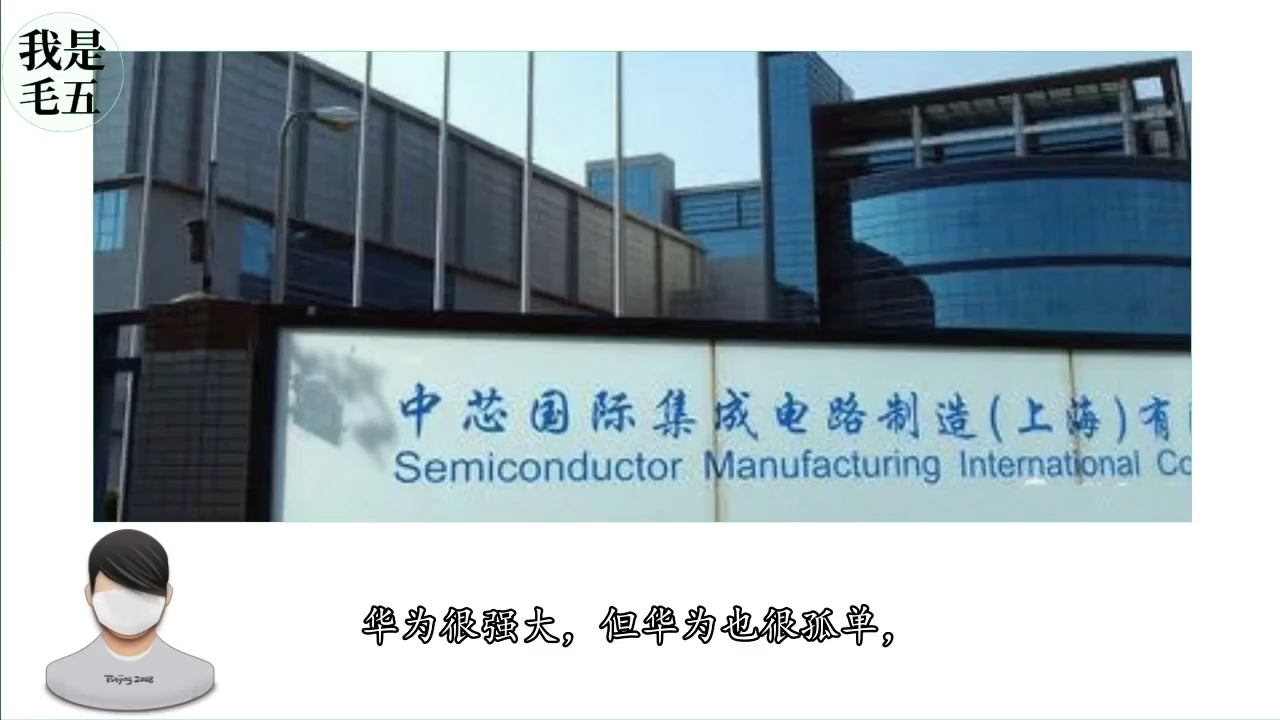 我是
毛五
中芯国际集成电路制造(上海)有
Semiconductor Manufacturing International Co
华为很强大，但华为也很孤单，
Beijing 2008